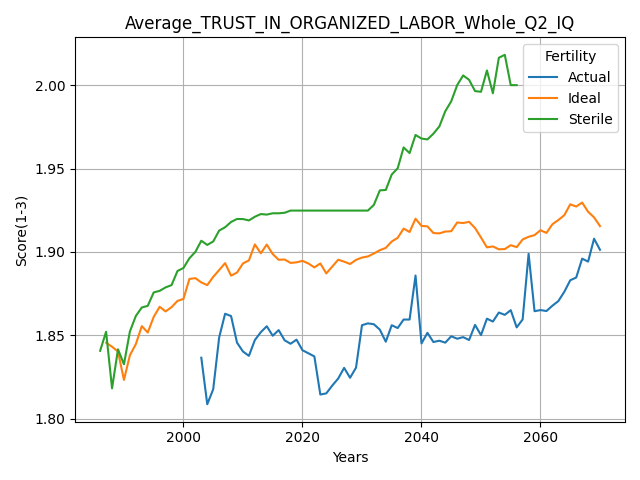 Average_TRUST_IN_ORGANIZED_LABOR_Whole_Q2_IQ
Fertility
Actual
Ideal
Sterile
Score(1-3)
2.00
1.95
1.90
1.85
1.80
2000
2020
2040
2060
Years